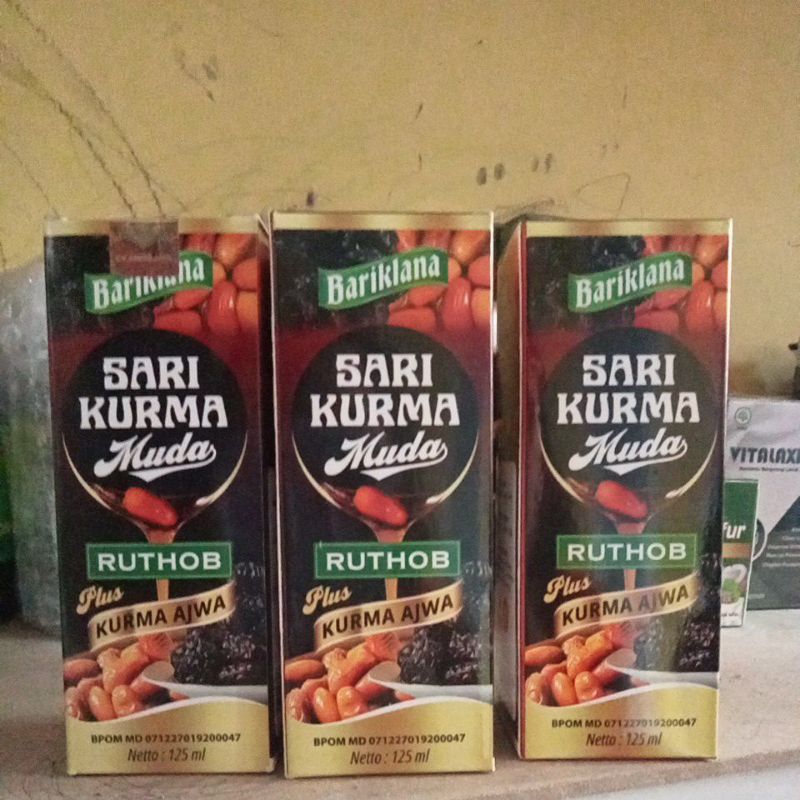 Bariklana
SARI
KURMA
Muda
RUTHOB
Plus
KURMA AJWA
BPOM MD 071227019200047
Netto : 125 ml
Bariklana
SARI
KURMA
Muda
RUTHOB
Plus
KURMA AJWA
BPOM MD 071227019200047
Netto : 125 ml
Bariklana
SARI
KURMA
Muda
RUTHOB
Plus
KURMA AJWA
BPOM MD 071227019200047
Netto : 125 ml
VITALAX
fur